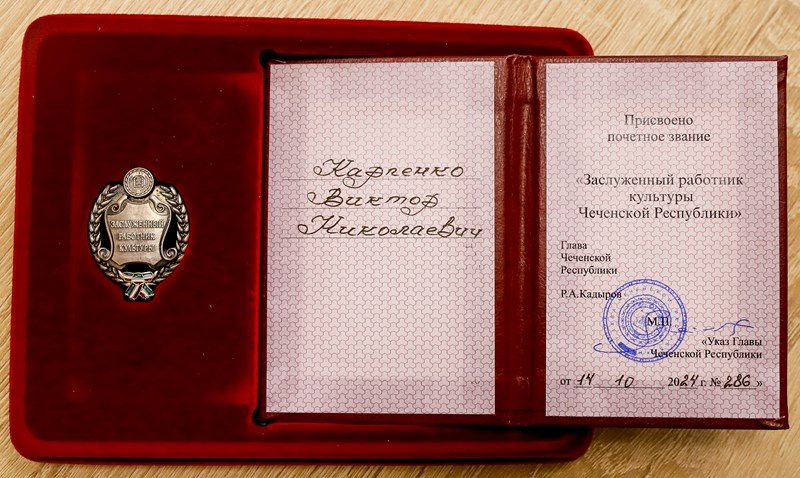 ЗАСЛУЖЕННЫЙ
РАБОТНИК
КУЛЬТУРЫ
Карпенко
Виктор
Николаевич
Присвоено
почетное звание
«Заслуженный работник
культуры
Чеченской Республики»
Глава
Чеченской
Республики
Р.А.Кадыров
М.П.
«Указ Главы
Чеченской Республики
от 14 10 2024 г. № 286 »